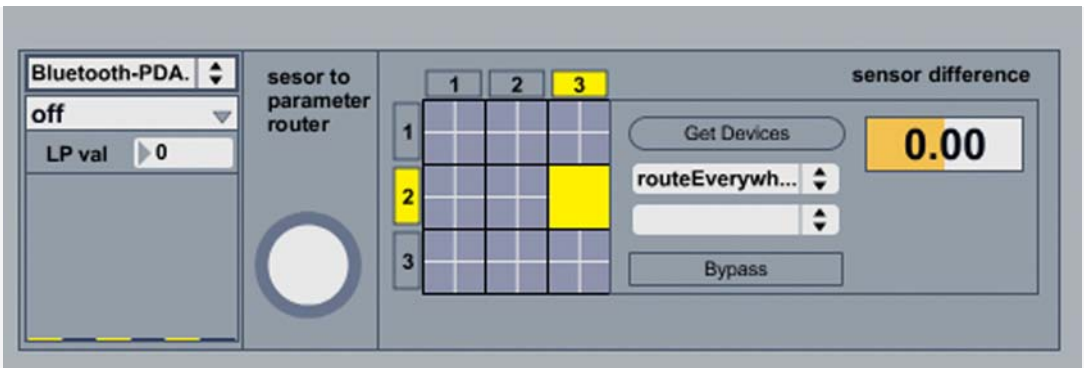 Bluetooth-PDA.
off
LP val 0
sesor to
parameter
router
1 2 3
1
2
3
Get Devices
routeEverywh...
Bypass
sensor difference
0.00